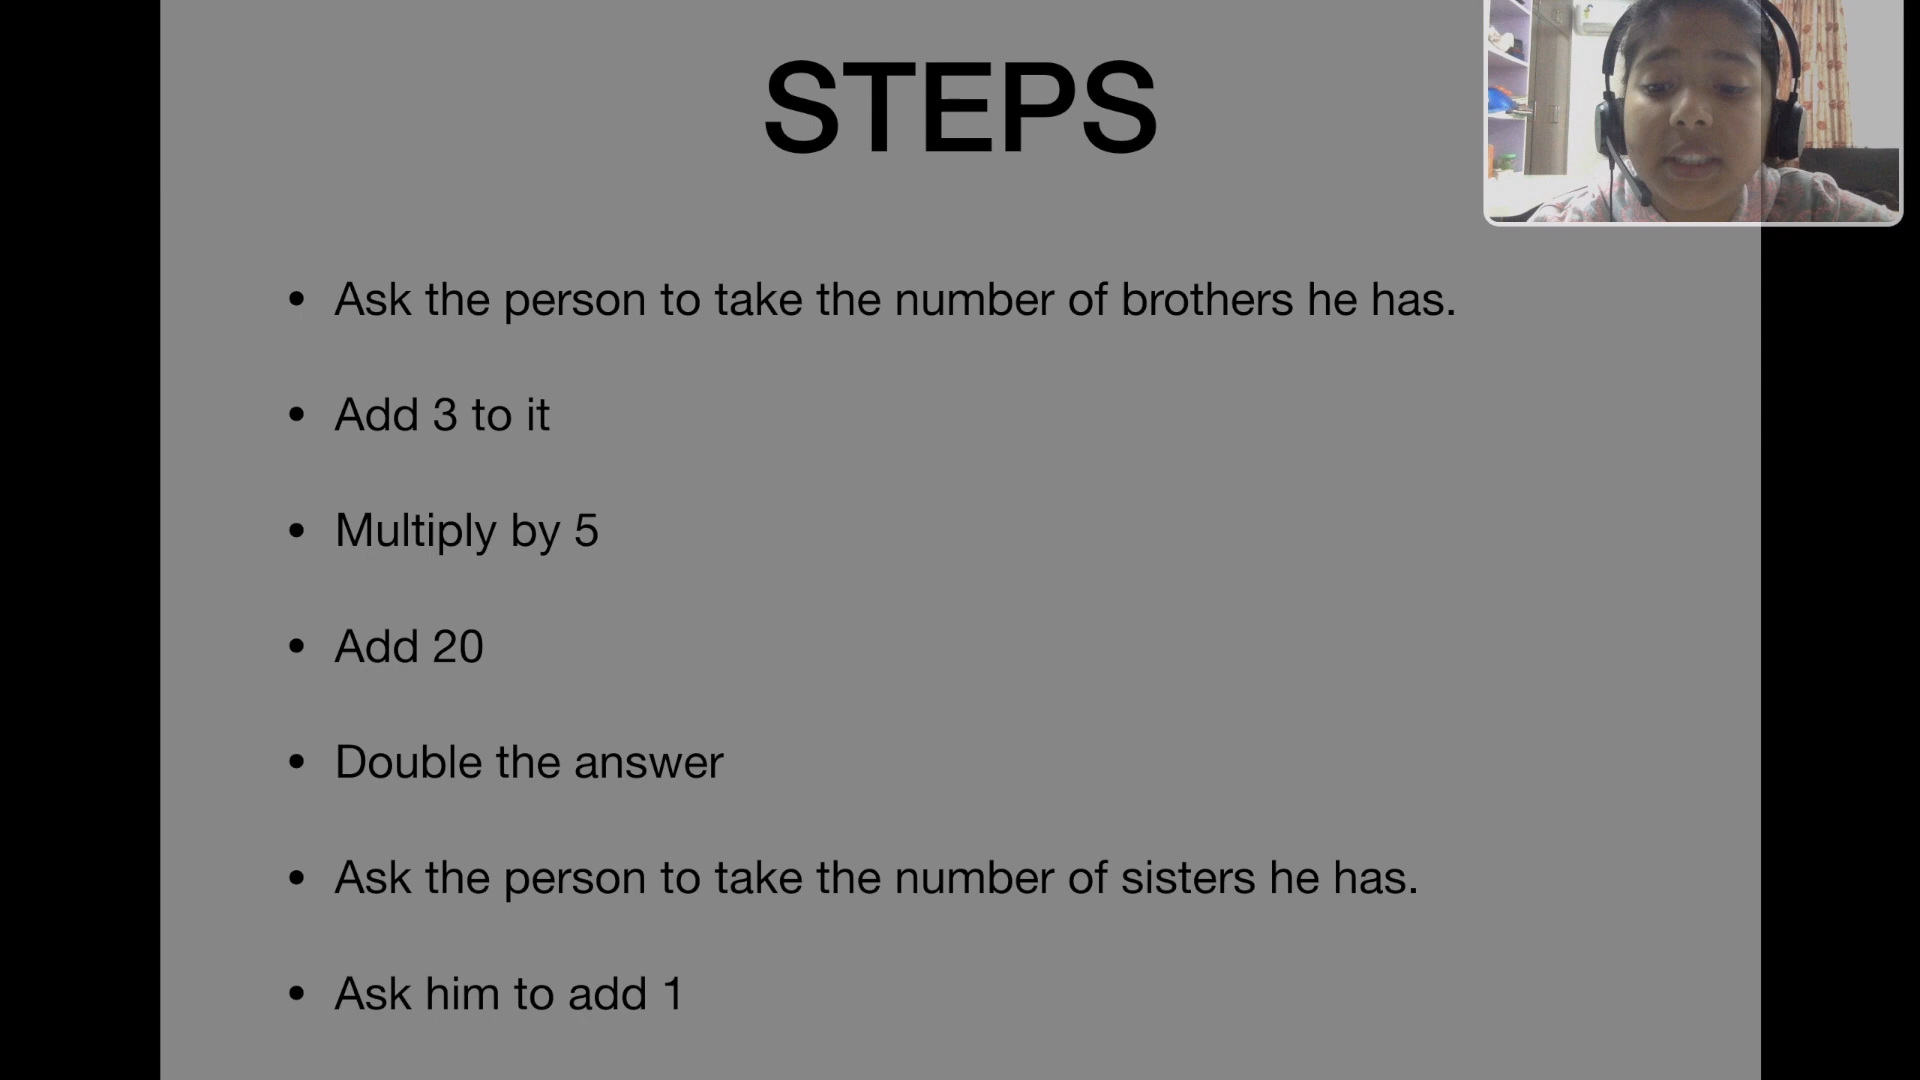 STEPS
• Ask the person to take the number of brothers he has.
• Add 3 to it
• Multiply by 5
• Add 20
• Double the answer
• Ask the person to take the number of sisters he has.
• Ask him to add 1